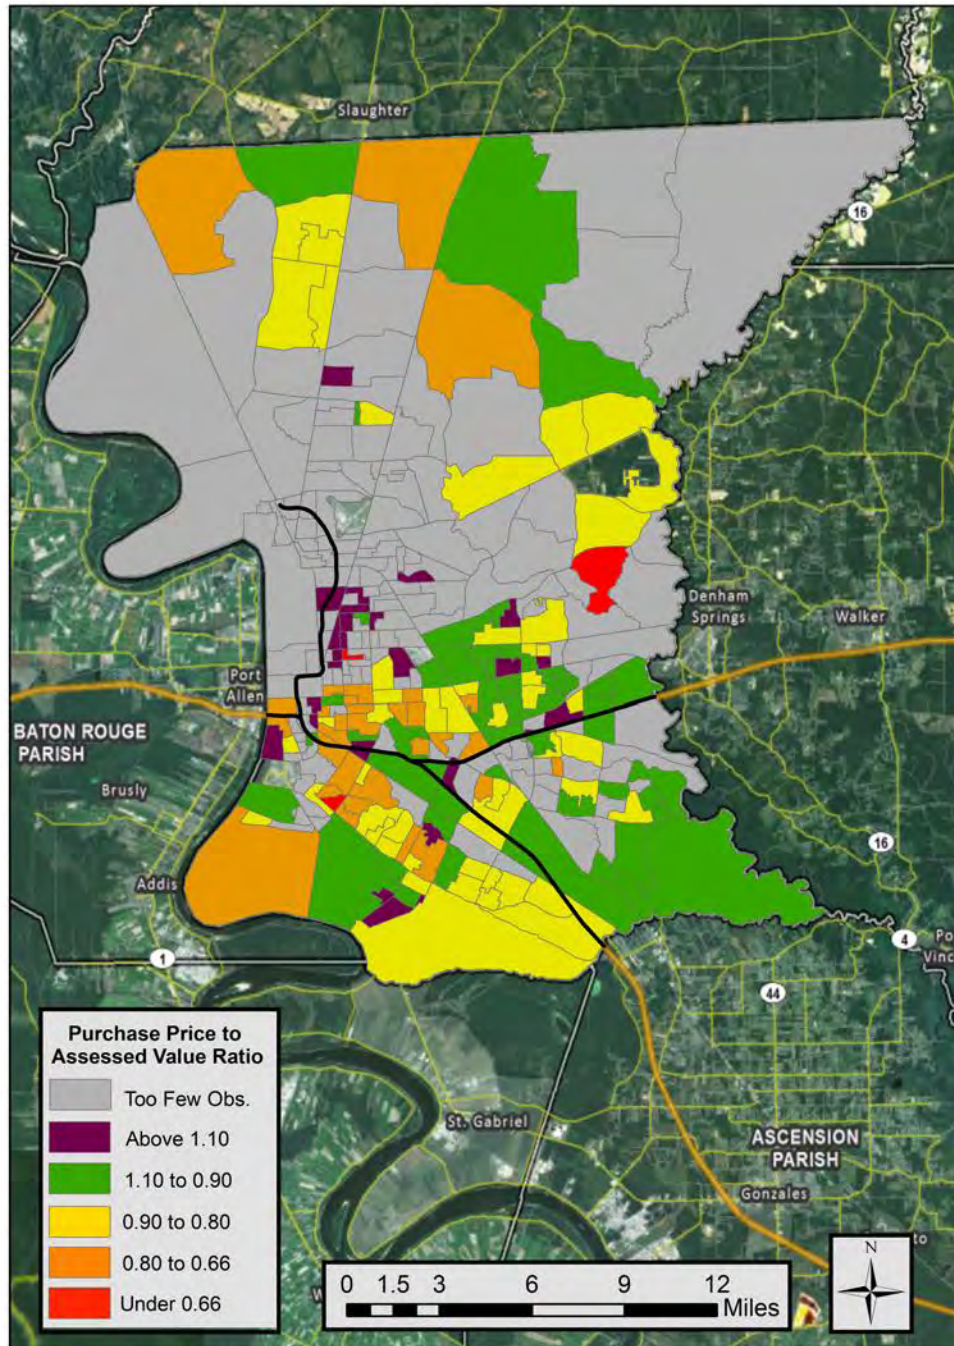 Slaughter
16
Denham
Springs
Walker
Port
Allen
BATON ROUGE
PARISH
Brusly
Addis
16
1
4
Po
Vinc
44
Purchase Price to
Assessed Value Ratio
Too Few Obs.
Above 1.10
1.10 to 0.90
0.90 to 0.80
0.80 to 0.66
Under 0.66
St. Gabriel
ASCENSION
PARISH
Gonzales
to
W
0 1.5 3 6 9 12
Miles
N